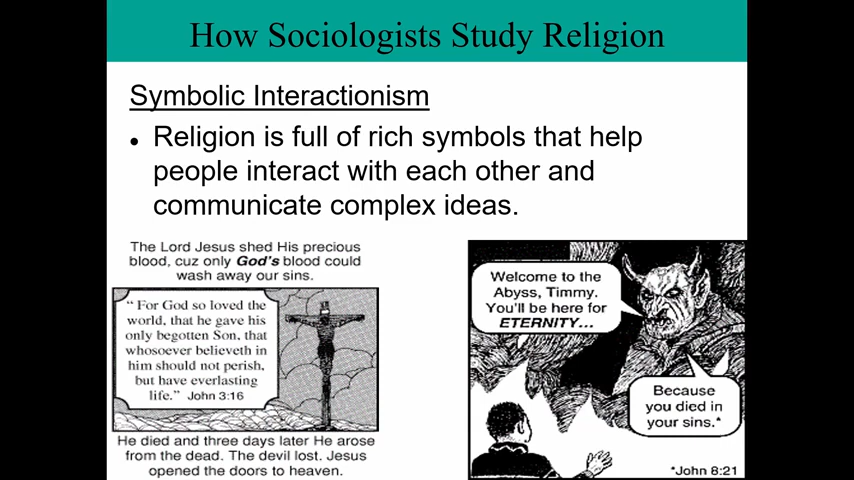 How Sociologists Study Religion
Symbolic Interactionism
• Religion is full of rich symbols that help
people interact with each other and
communicate complex ideas.
The Lord Jesus shed His precious
blood, cuz only God's blood could
wash away our sins.
“ For God so loved the
world, that he gave his
only begotten Son, that
whosoever believeth in
him should not perish,
but have everlasting
life.” John 3:16
He died and three days later He arose
from the dead. The devil lost. Jesus
opened the doors to heaven.
Welcome to the
Abyss, Timmy.
You'll be here for
ETERNITY...
Because
you died in
your sins.*
*John 8:21